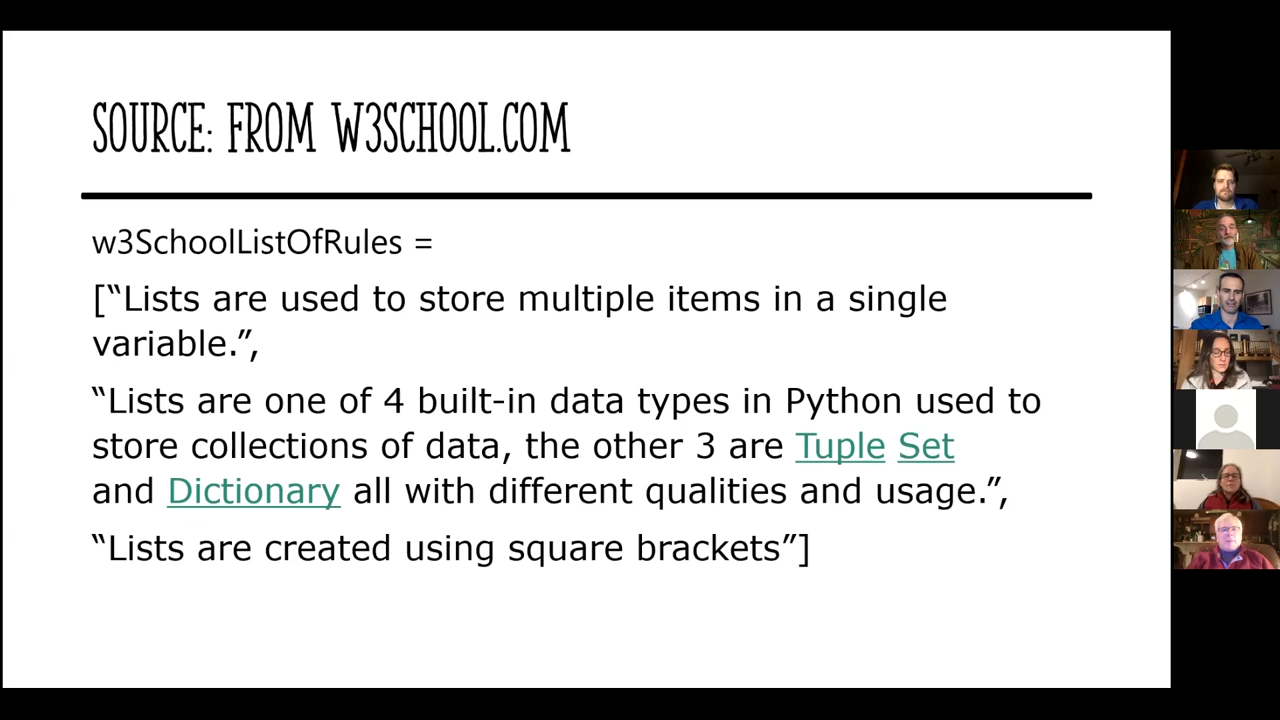 SOURCE: FROM W3SCHOOL.COM
w3SchoolListOfRules =
[“Lists are used to store multiple items in a single
variable.”,
“Lists are one of 4 built-in data types in Python used to
store collections of data, the other 3 are Tuple Set
and Dictionary all with different qualities and usage.”,
“Lists are created using square brackets”]